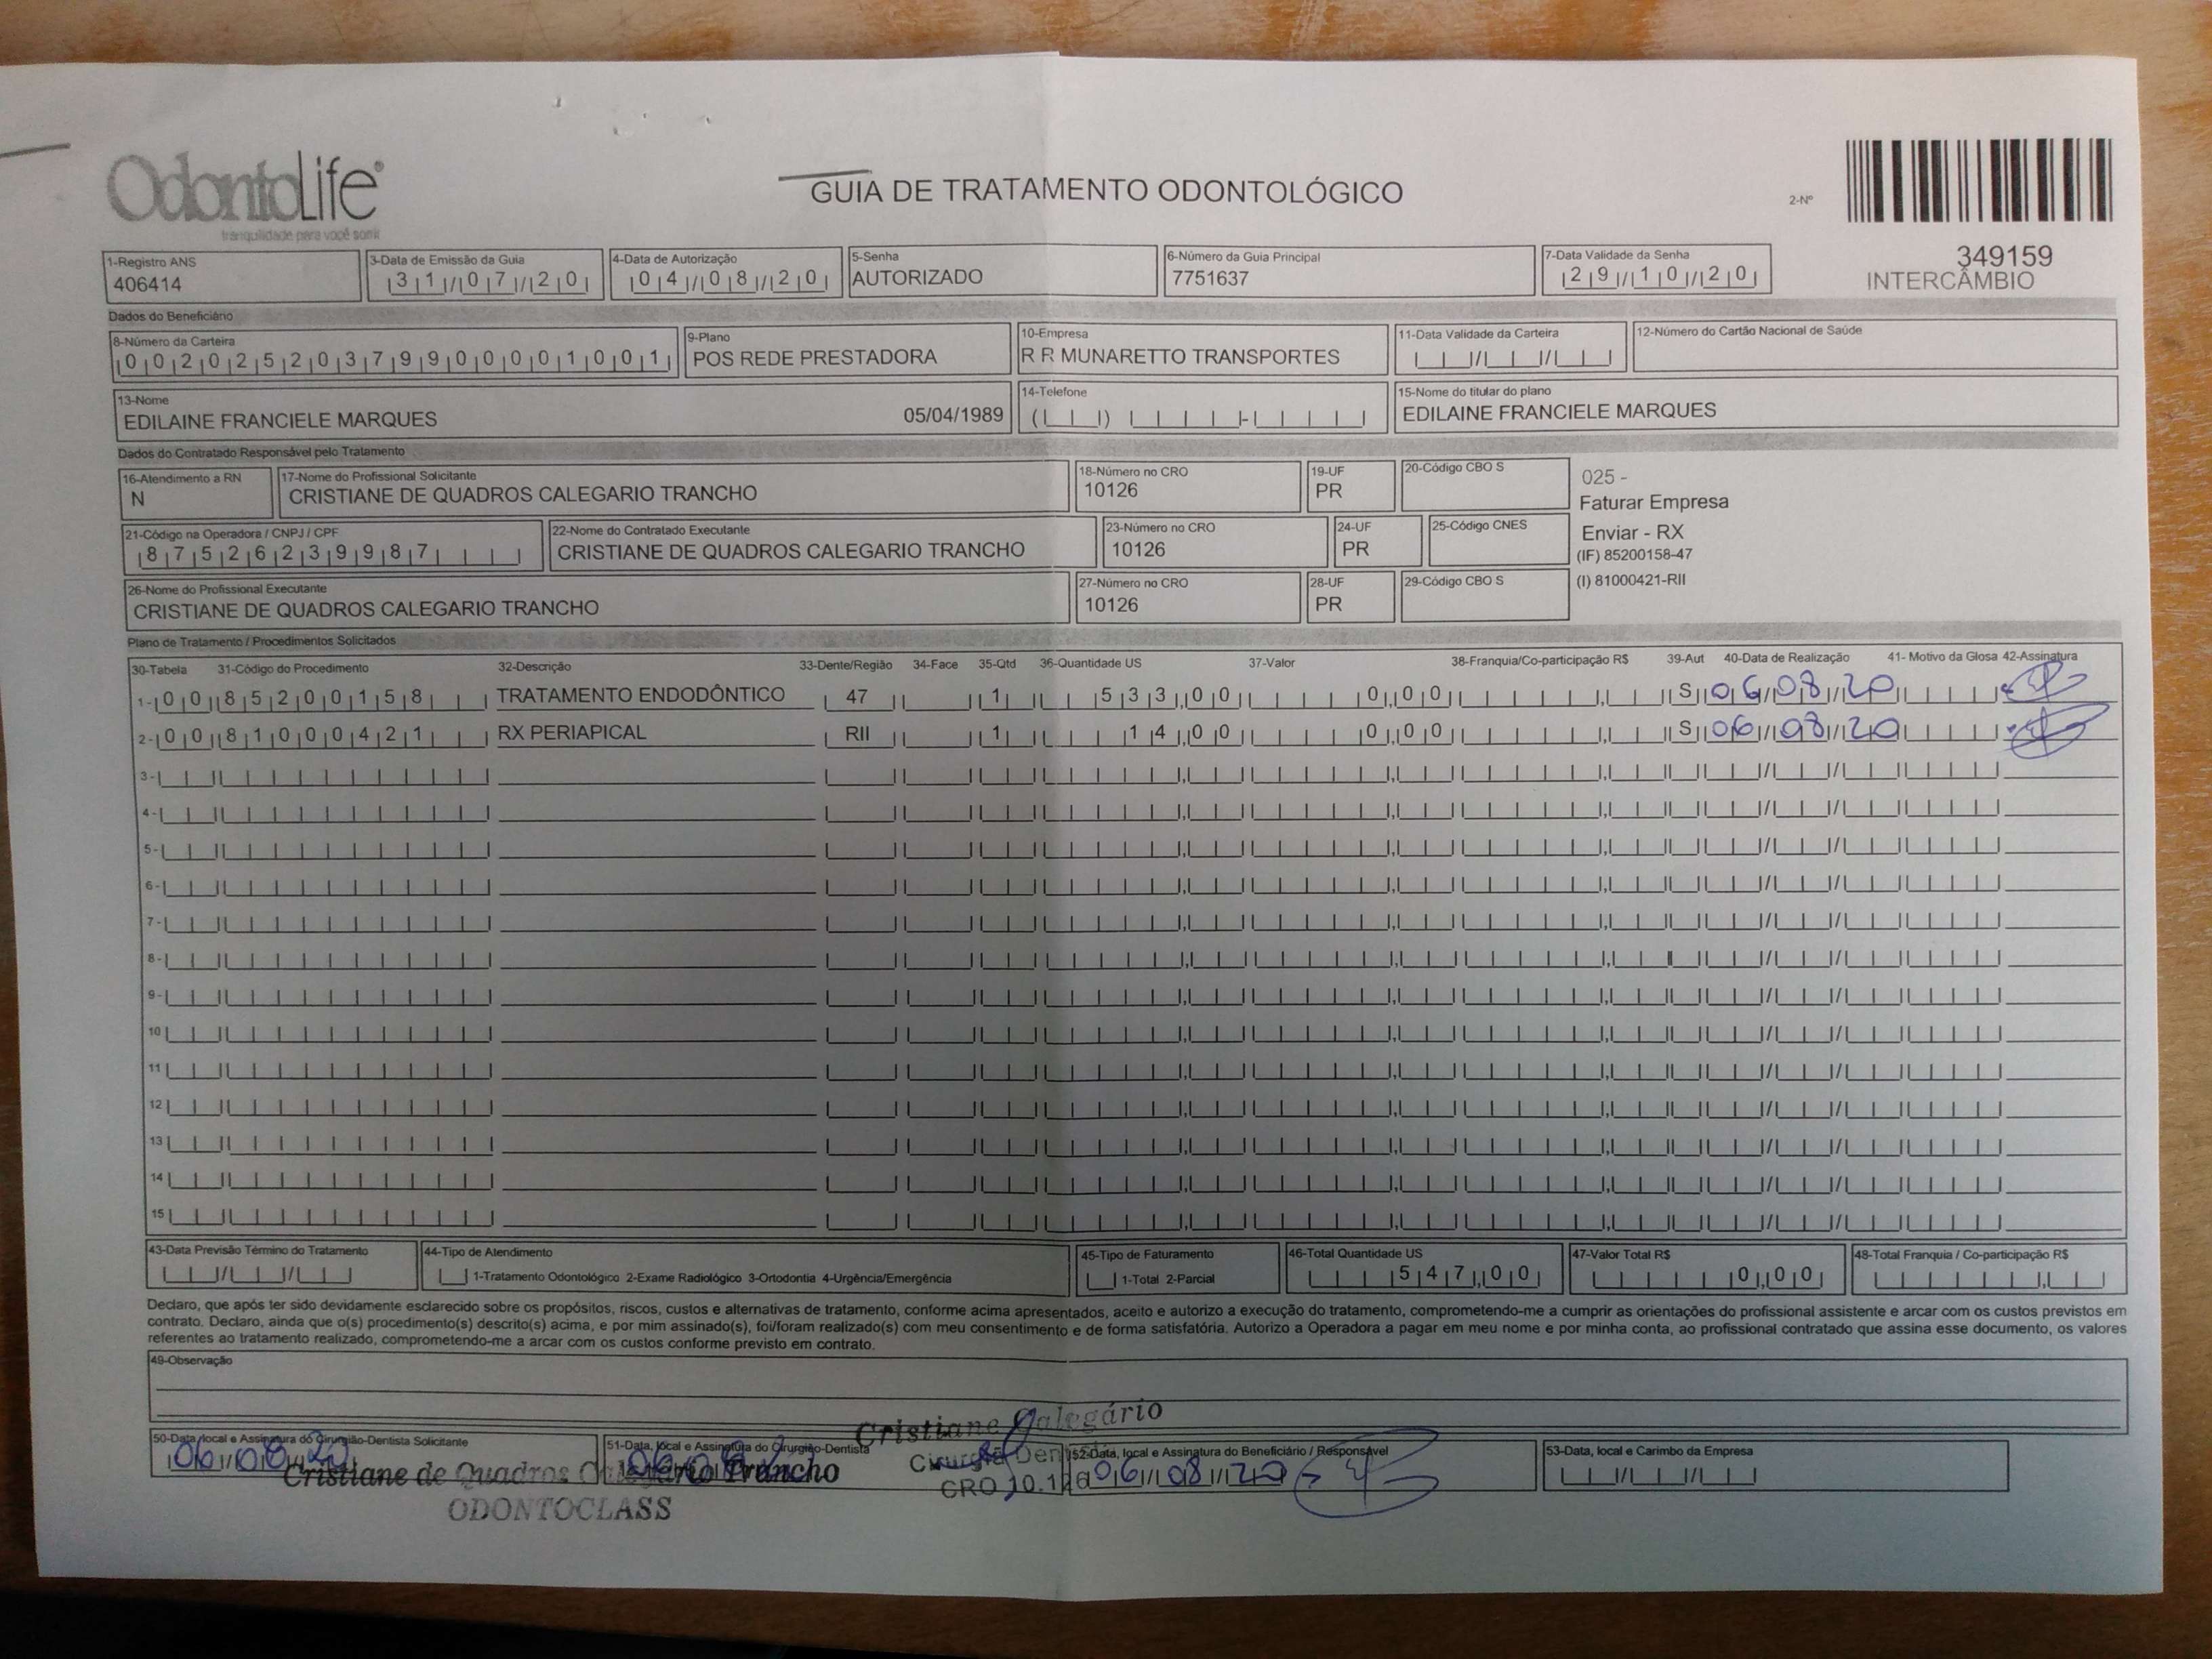 OdontoLife®
tranquilidade para você sorrir
GUIA DE TRATAMENTO ODONTOLÓGICO
2-Nº
349159
INTERCÂMBIO
1-Registro ANS
406414
3-Data de Emissão da Guia
31/07/20
4-Data de Autorização
04/08/20
5-Senha
AUTORIZADO
6-Número da Guia Principal
7751637
7-Data Validade da Senha
29/10/20
Dados do Beneficiário
8-Número da Carteira
00202520379900001001
9-Plano
POS REDE PRESTADORA
10-Empresa
R R MUNARETTO TRANSPORTES
11-Data Validade da Carteira
12-Número do Cartão Nacional de Saúde
13-Nome
EDILAINE FRANCIELE MARQUES 05/04/1989
14-Telefone
15-Nome do titular do plano
EDILAINE FRANCIELE MARQUES
Dados do Contratado Responsável pelo Tratamento
16-Atendimento a RN
N
17-Nome do Profissional Solicitante
CRISTIANE DE QUADROS CALEGARIO TRANCHO
18-Número no CRO
10126
19-UF
PR
20-Código CBO S
025 -
Faturar Empresa
Enviar - RX
(IF) 85200158-47
(I) 81000421-RII
21-Código na Operadora / CNPJ / CPF
87526239987
22-Nome do Contratado Executante
CRISTIANE DE QUADROS CALEGARIO TRANCHO
23-Número no CRO
10126
24-UF
PR
25-Código CNES
26-Nome do Profissional Executante
CRISTIANE DE QUADROS CALEGARIO TRANCHO
27-Número no CRO
10126
28-UF
PR
29-Código CBO S
Plano de Tratamento / Procedimentos Solicitados
30-Tabela 31-Código do Procedimento 32-Descrição 33-Dente/Região 34-Face 35-Qtd 36-Quantidade US 37-Valor 38-Franquia/Co-participação R$ 39-Aut 40-Data de Realização 41- Motivo da Glosa 42-Assinatura
1- 00 85200158 TRATAMENTO ENDODÔNTICO 47 1 533,00 0,00 S 06/08/20
2- 00 81000421 RX PERIAPICAL RII 1 14,00 0,00 S 06/08/20
3-
4-
5-
6-
7-
8-
9-
10
11
12
13
14
15
43-Data Previsão Término do Tratamento
44-Tipo de Atendimento
1-Tratamento Odontológico 2-Exame Radiológico 3-Ortodontia 4-Urgência/Emergência
45-Tipo de Faturamento
1-Total 2-Parcial
46-Total Quantidade US
547,00
47-Valor Total R$
0,00
48-Total Franquia / Co-participação R$
Declaro, que após ter sido devidamente esclarecido sobre os propósitos, riscos, custos e alternativas de tratamento, conforme acima apresentados, aceito e autorizo a execução do tratamento, comprometendo-me a cumprir as orientações do profissional assistente e arcar com os custos previstos em
contrato. Declaro, ainda que o(s) procedimento(s) descrito(s) acima, e por mim assinado(s), foi/foram realizado(s) com meu consentimento e de forma satisfatória. Autorizo a Operadora a pagar em meu nome e por minha conta, ao profissional contratado que assina esse documento, os valores
referentes ao tratamento realizado, comprometendo-me a arcar com os custos conforme previsto em contrato.
49-Observação
50-Data, local e Assinatura do Cirurgião-Dentista Solicitante
06/08/20
51-Data, local e Assinatura do Cirurgião-Dentista
06/08/20
52-Data, local e Assinatura do Beneficiário / Responsável
06/08/20
53-Data, local e Carimbo da Empresa
Cristiane Calegário
Cirurgiã Dentista
CRO 10.126
Cristiane de Quadros Calegario Trancho
ODONTOCLASS